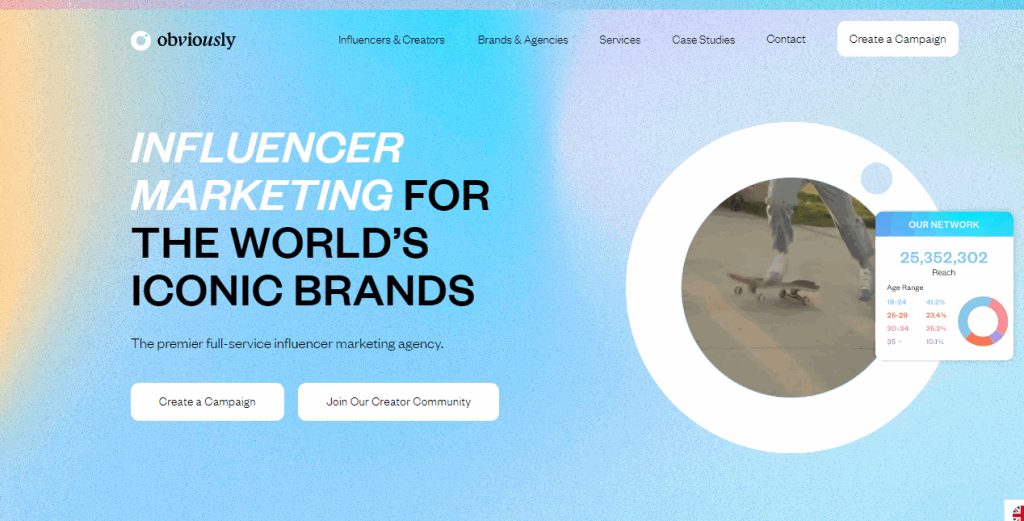 obviously
Influencers & Creators
Brands & Agencies
Services
Case Studies
Contact
Create a Campaign
INFLUENCER
MARKETING FOR
THE WORLD'S
ICONIC BRANDS
The premier full-service influencer marketing agency.
Create a Campaign
Join Our Creator Community
OUR NETWORK
25,352,302
Reach
Age Range
18-24 41.2%
25-29 23.4%
30-34 25.3%
35 + 10.1%